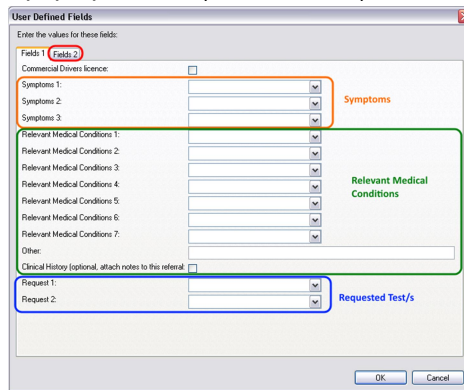 User Defined Fields
Enter the values for these fields:
Fields 1 Fields 2
Commercial Drivers licence:
Symptoms 1:
Symptoms 2:
Symptoms 3:
Symptoms
Relevant Medical Conditions 1:
Relevant Medical Conditions 2:
Relevant Medical Conditions 3:
Relevant Medical Conditions 4:
Relevant Medical Conditions 5:
Relevant Medical Conditions 6:
Relevant Medical Conditions 7:
Relevant Medical
Conditions
Other:
Clinical History (optional, attach notes to this referral:
Request 1:
Request 2:
Requested Test/s
OK Cancel